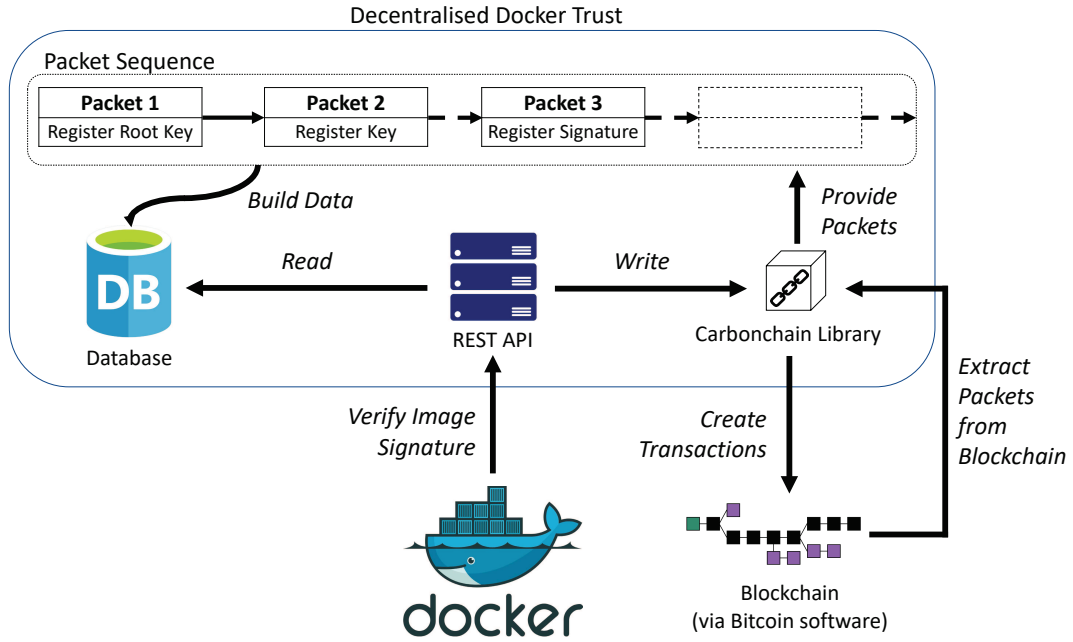 Decentralised Docker Trust
Packet Sequence
Packet 1
Register Root Key
Packet 2
Register Key
Packet 3
Register Signature
Build Data
Provide
Packets
DB
Database
Read
REST API
Write
Carbonchain Library
Verify Image
Signature
Create
Transactions
Extract
Packets
from
Blockchain
docker
Blockchain
(via Bitcoin software)